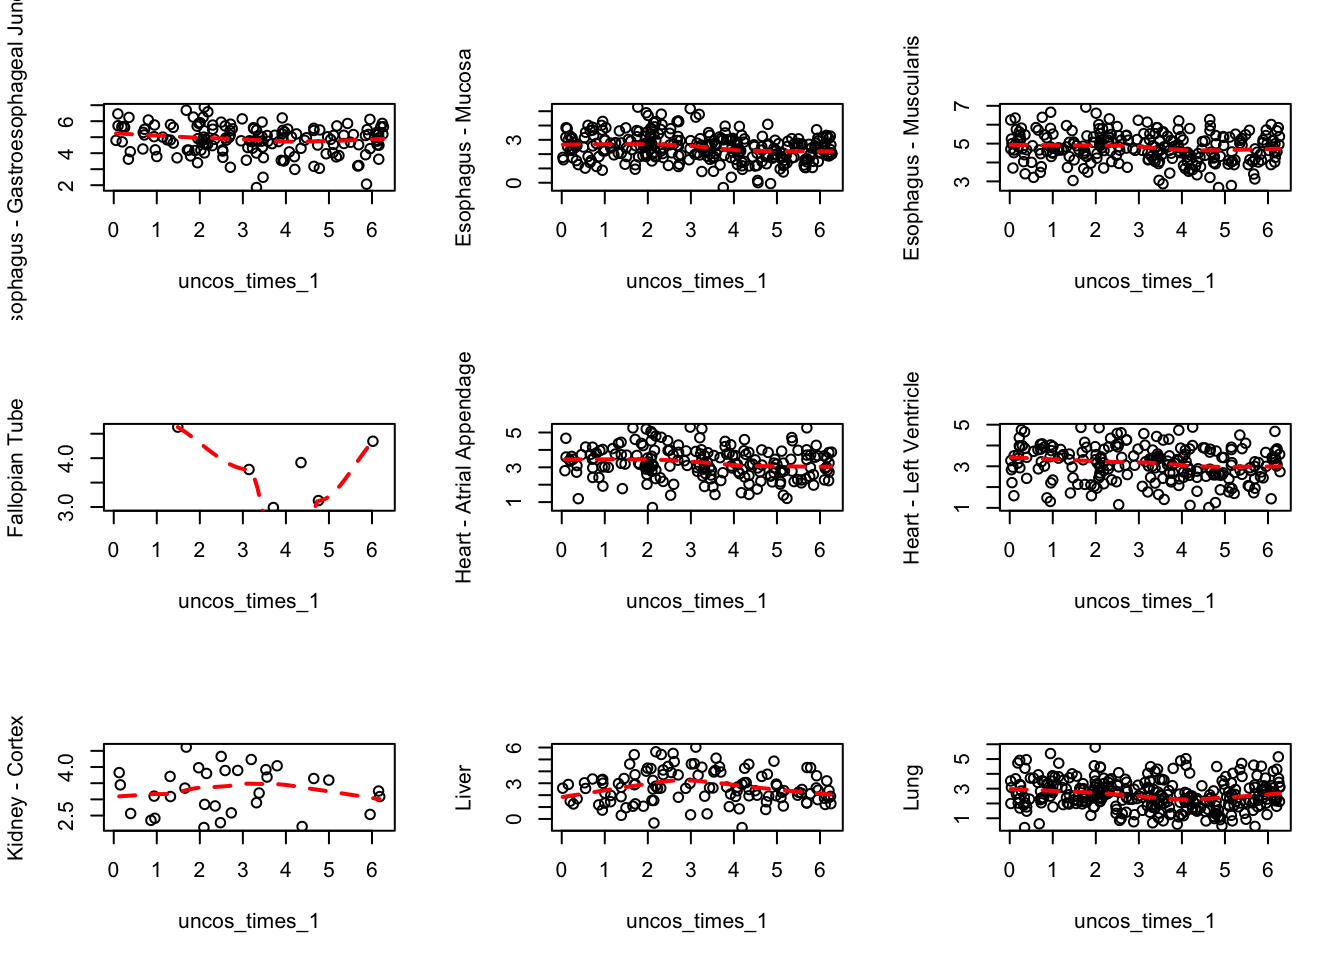 sophagus - Gastroesophageal Junc
2 4 6
0 1 2 3 4 5 6
uncos_times_1
Esophagus - Mucosa
0 3
0 1 2 3 4 5 6
uncos_times_1
Esophagus - Muscularis
3 5 7
0 1 2 3 4 5 6
uncos_times_1
Fallopian Tube
3.0 4.0
0 1 2 3 4 5 6
uncos_times_1
Heart - Atrial Appendage
1 3 5
0 1 2 3 4 5 6
uncos_times_1
Heart - Left Ventricle
1 3 5
0 1 2 3 4 5 6
uncos_times_1
Kidney - Cortex
2.5 4.0
0 1 2 3 4 5 6
uncos_times_1
Liver
0 3 6
0 1 2 3 4 5 6
uncos_times_1
Lung
1 3 5
0 1 2 3 4 5 6
uncos_times_1